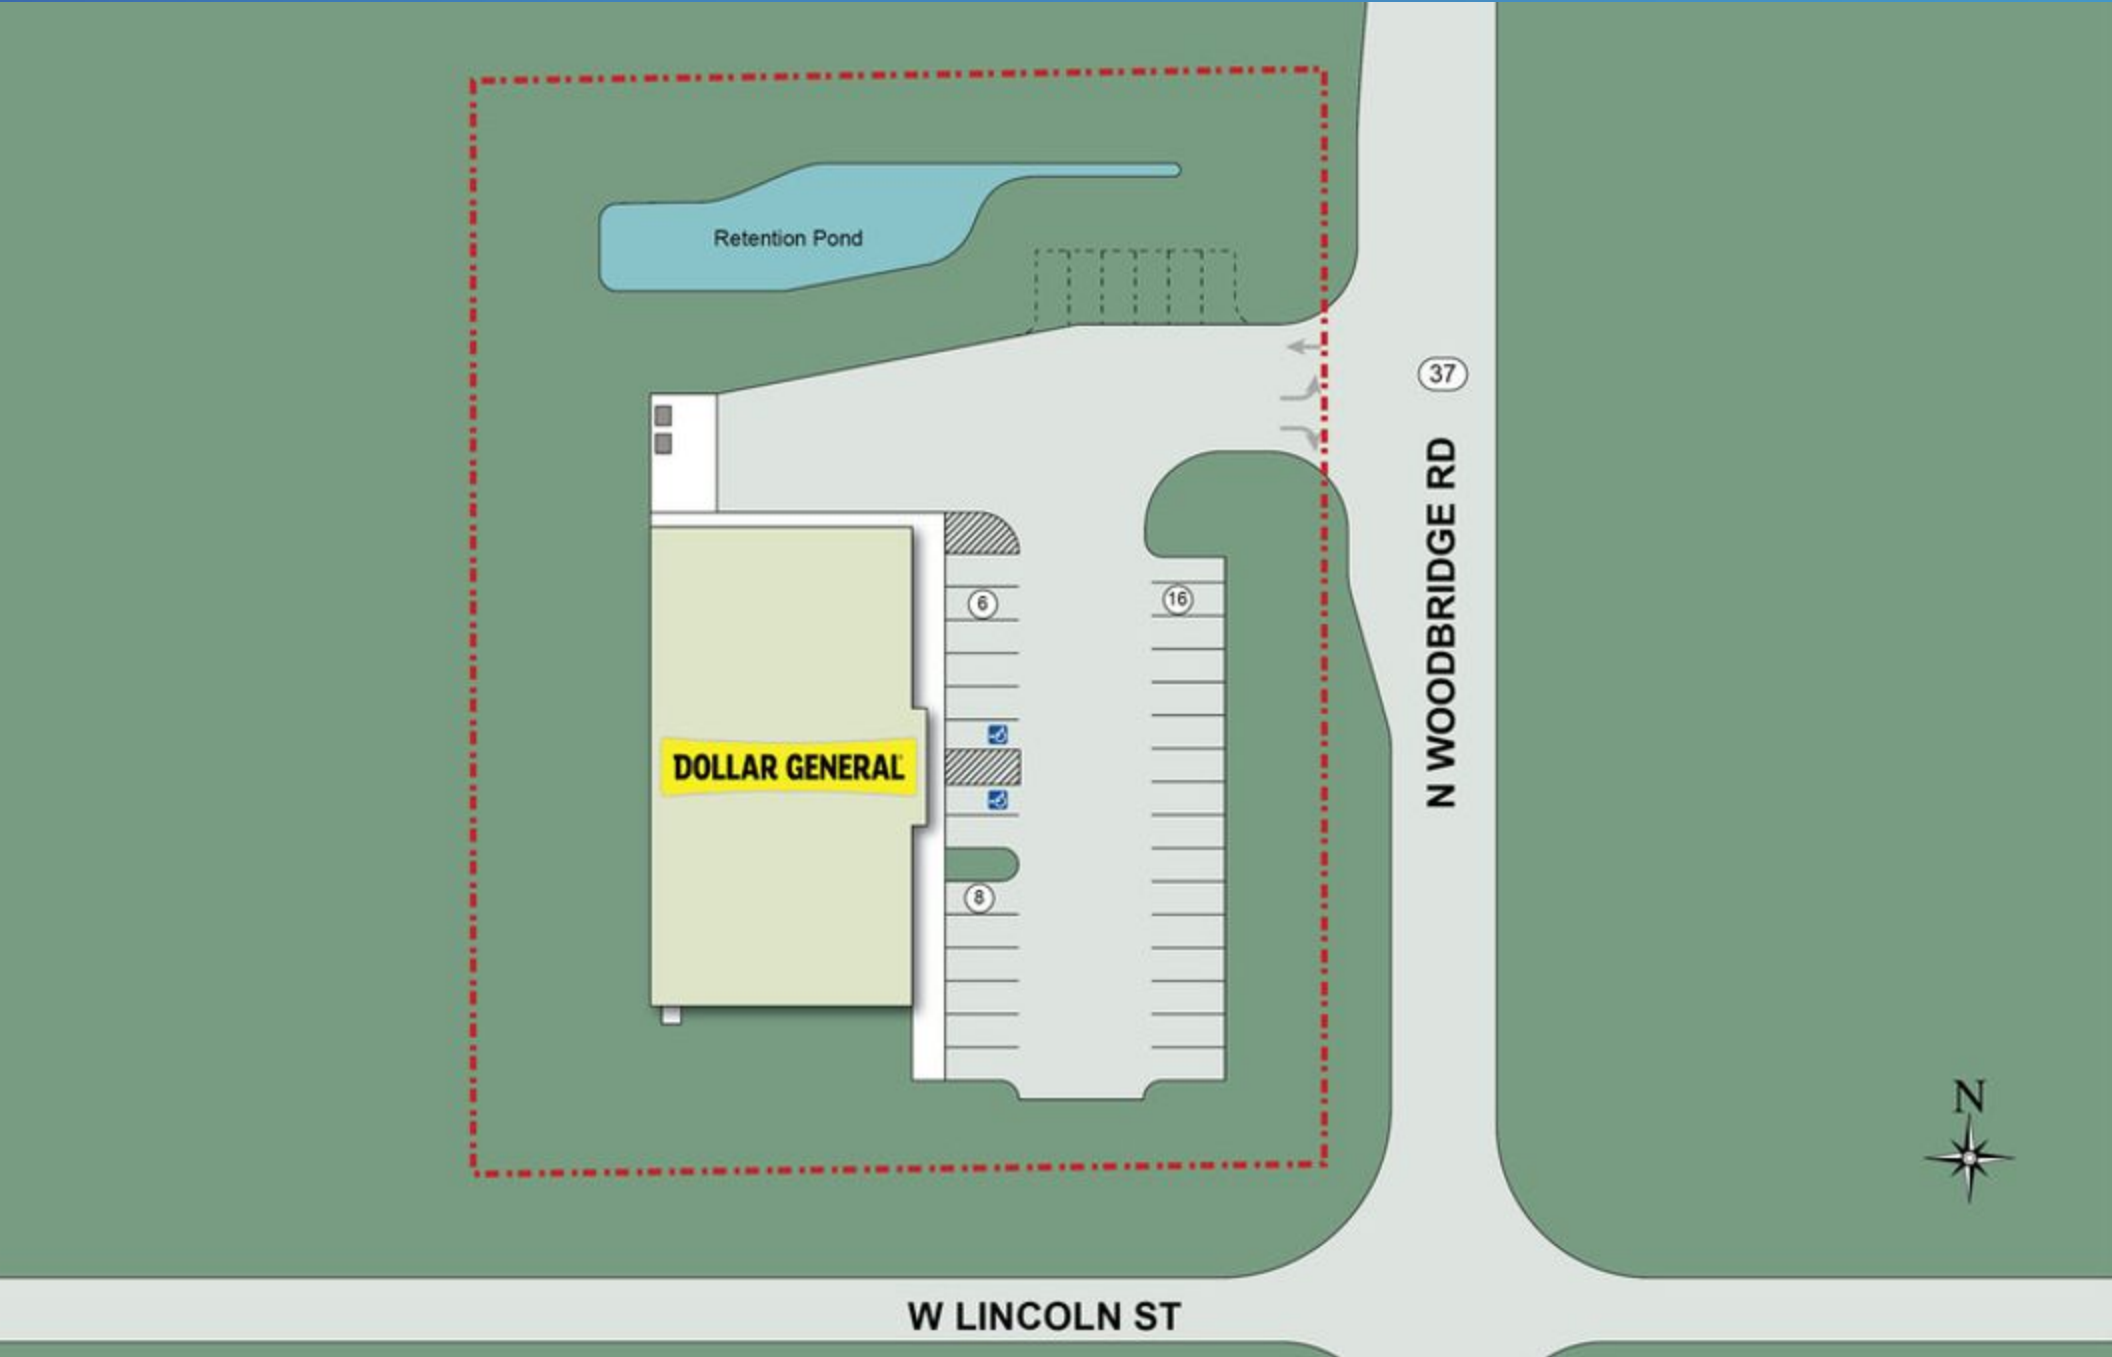 Retention Pond
37
N WOODBRIDGE RD
6
16
DOLLAR GENERAL
8
N
W LINCOLN ST